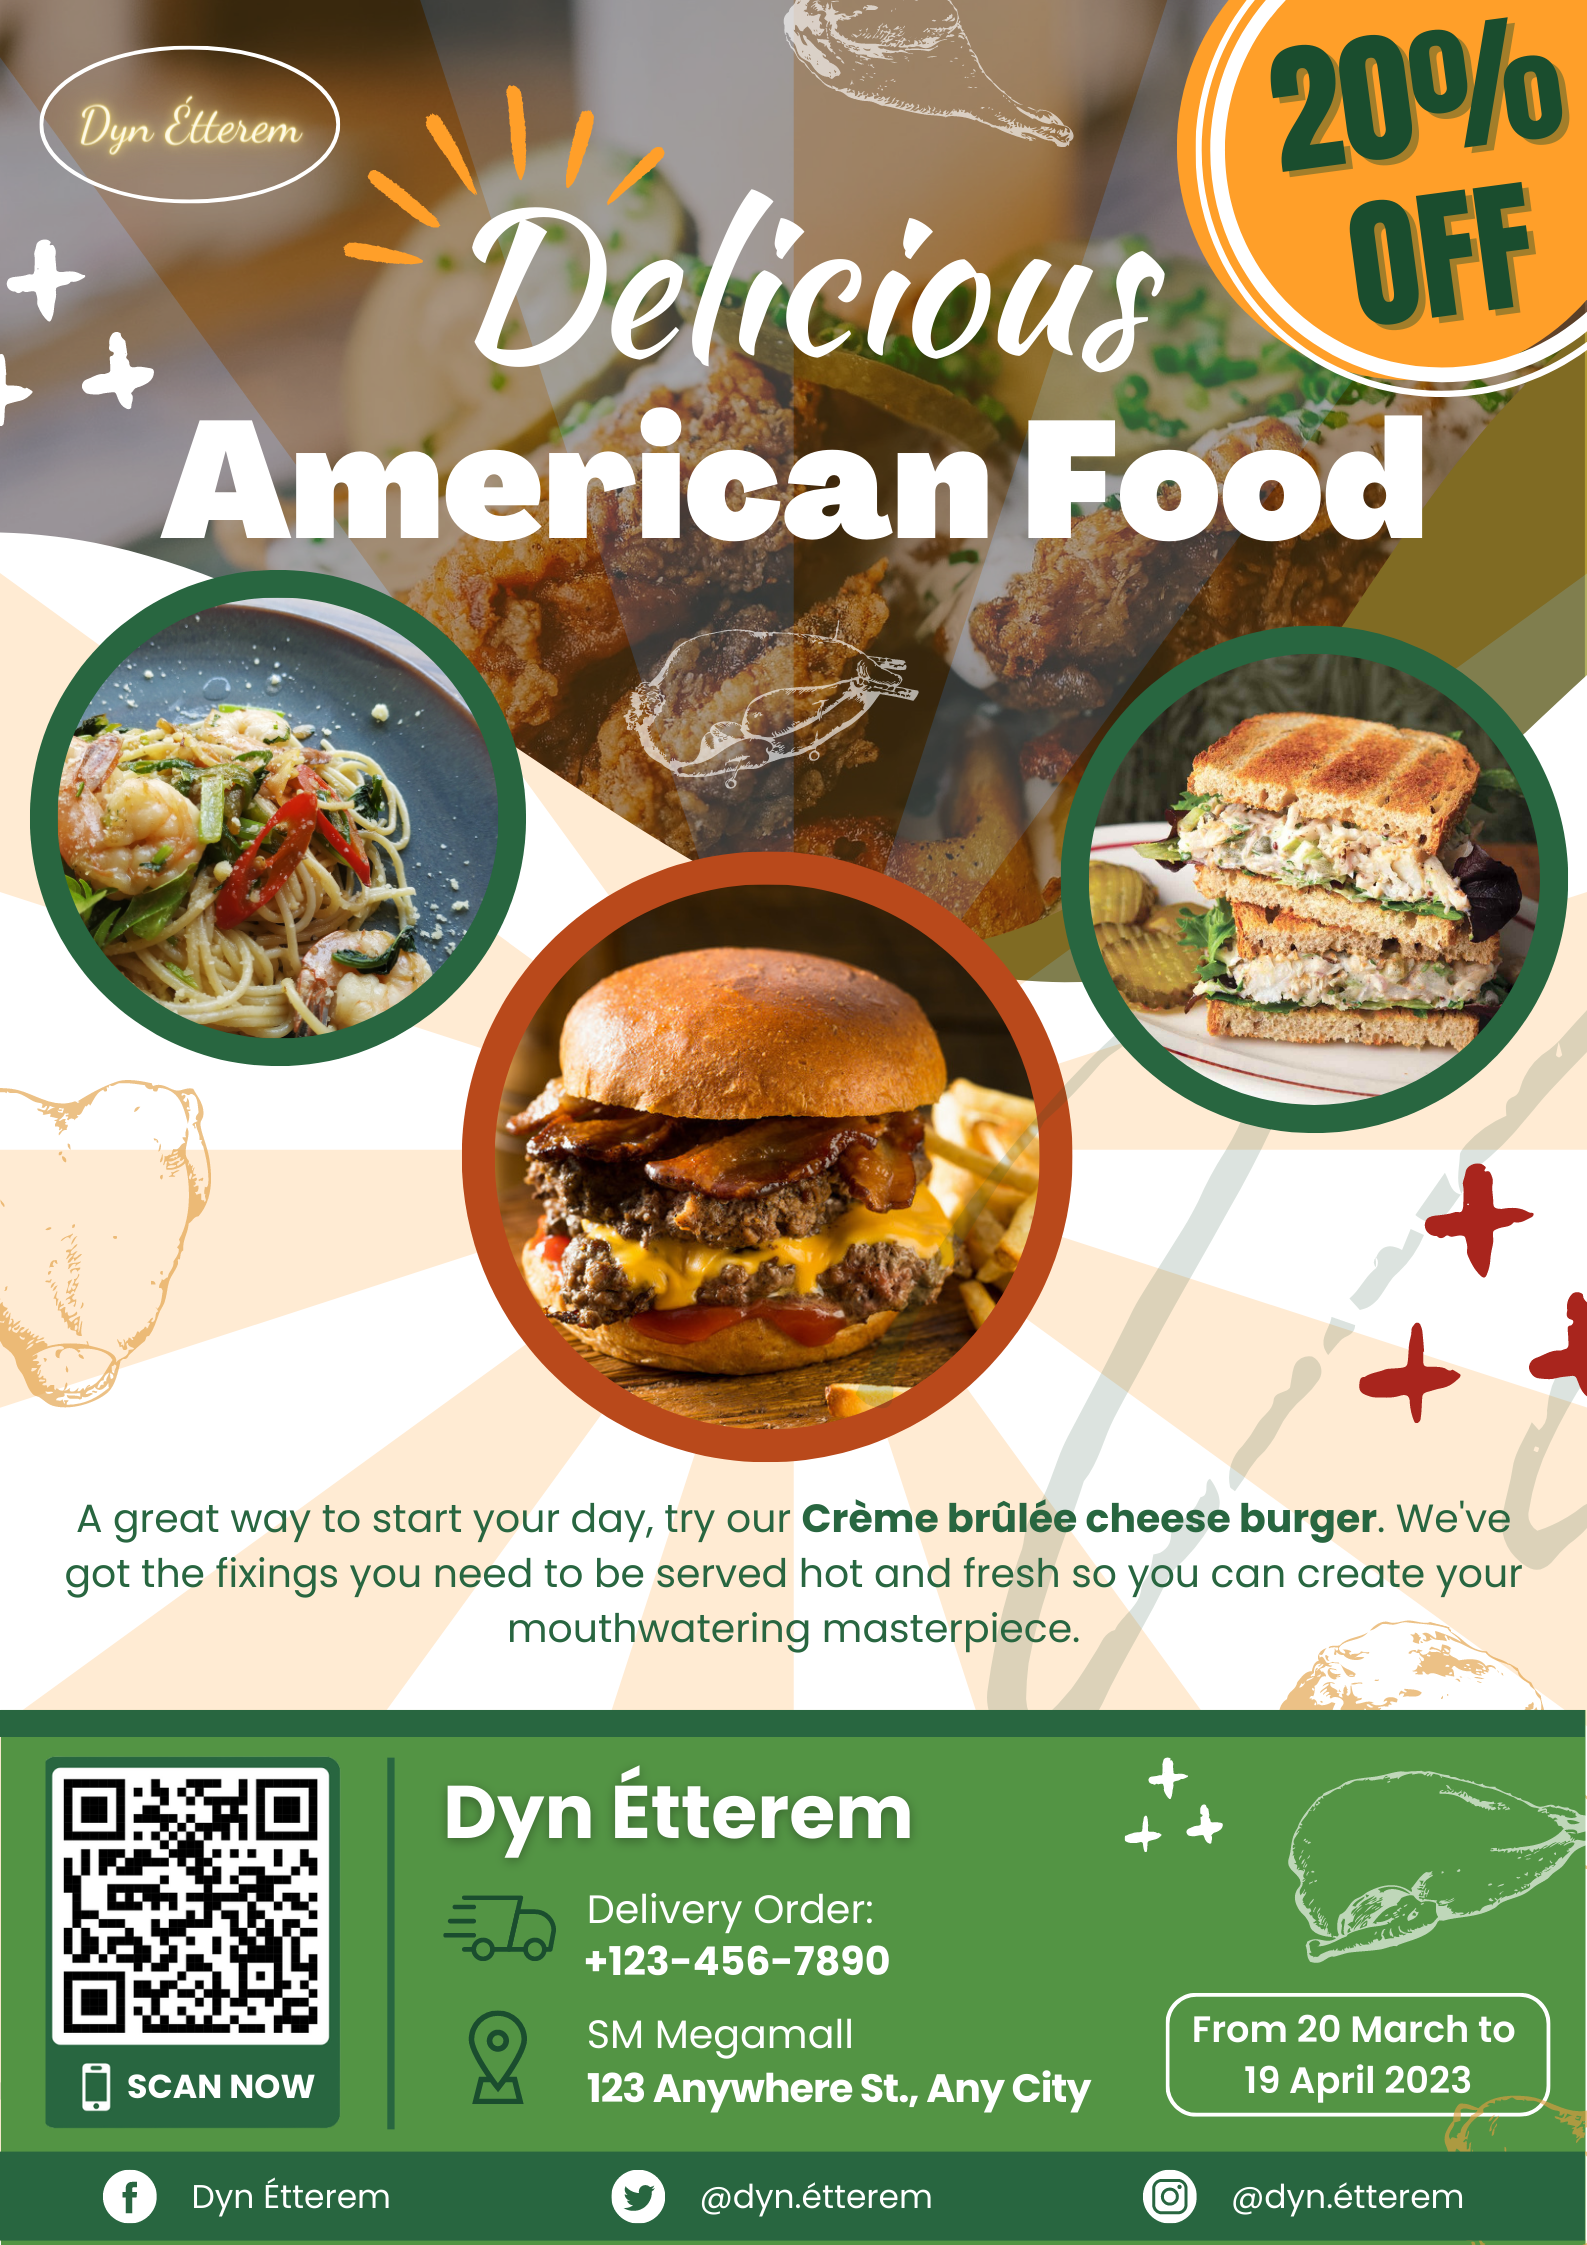 Dyn Étterem
20%
OFF
Delicious
American Food
A great way to start your day, try our Crème brûlée cheese burger. We've
got the fixings you need to be served hot and fresh so you can create your
mouthwatering masterpiece.
Dyn Étterem
Delivery Order:
+123-456-7890
SM Megamall
123 Anywhere St., Any City
From 20 March to
19 April 2023
SCAN NOW
Dyn Étterem
@dyn.étterem
@dyn.étterem